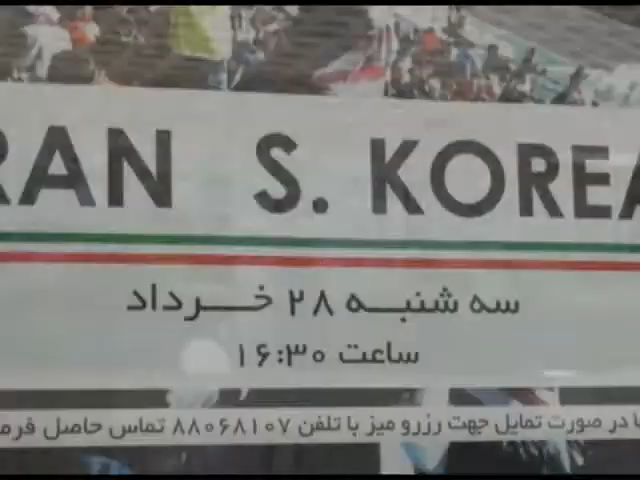 RAN S. KOREA
سه شنبه ۲۸ خرداد
ساعت ۱۶:۳۰
در صورت تمایل جهت رزرو میز با تلفن ۸۸۰۶۸۱۰۷ تماس حاصل